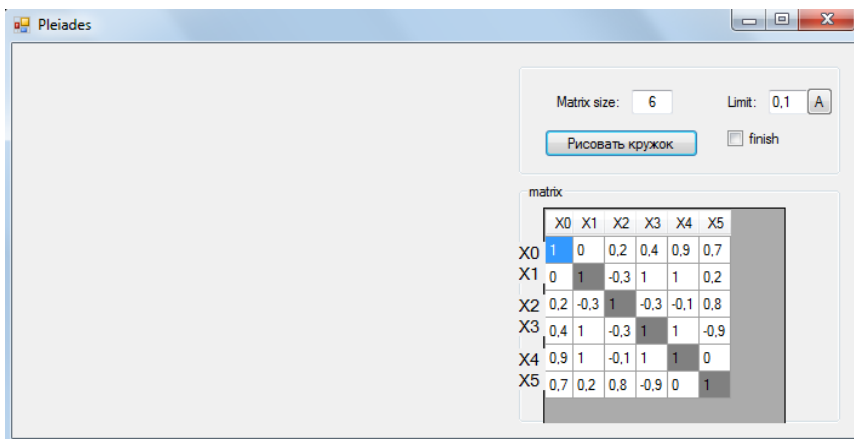 Pleiades
Matrix size: 6 Limit: 0,1 A
Рисовать кружок finish
matrix
X0 X1 X2 X3 X4 X5
X0 1 0 0,2 0,4 0,9 0,7
X1 0 1 -0,3 1 1 0,2
X2 0,2 -0,3 1 -0,3 -0,1 0,8
X3 0,4 1 -0,3 1 1 -0,9
X4 0,9 1 -0,1 1 1 0
X5 0,7 0,2 0,8 -0,9 0 1